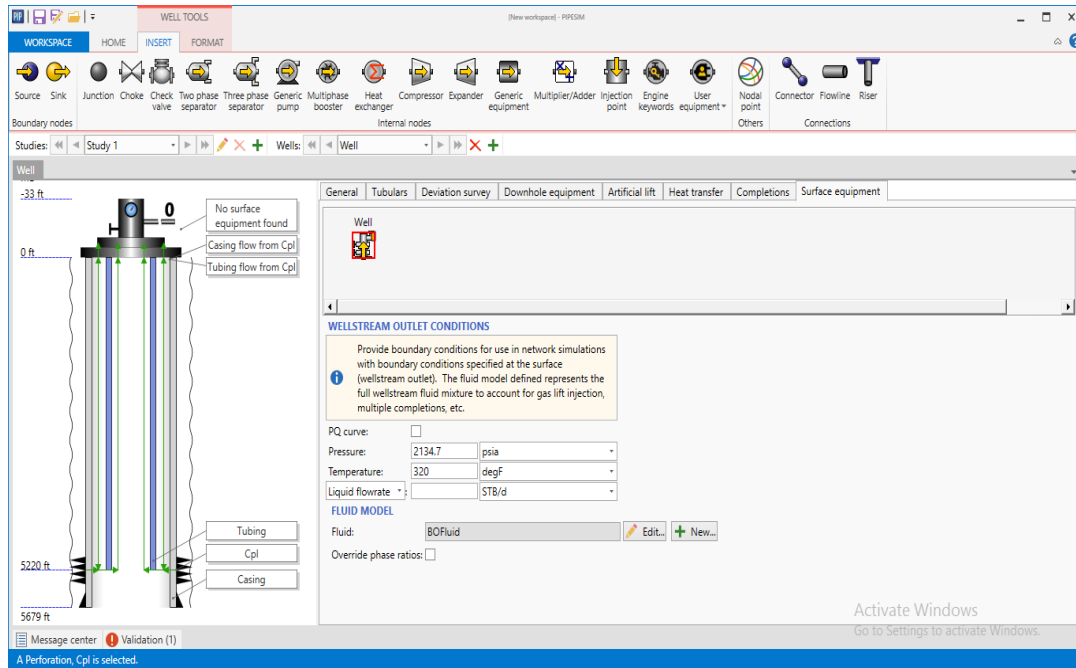 PIP
WELL TOOLS
[New workspace] - PIPESIM
WORKSPACE HOME INSERT FORMAT
Source Sink Junction Choke Check valve Two phase separator Three phase separator Generic pump Multiphase booster Heat exchanger Compressor Expander Generic equipment Multiplier/Adder Injection point Engine keywords User equipment Nodal point Connector Flowline Riser
Boundary nodes Internal nodes Others Connections
Studies: Study 1 Wells: Well
Well
-33 ft
0 ft
5220 ft
5679 ft
0
No surface
equipment found
Casing flow from Cpl
Tubing flow from Cpl
Tubing
Cpl
Casing
General Tubulars Deviation survey Downhole equipment Artificial lift Heat transfer Completions Surface equipment
Well
WELLSTREAM OUTLET CONDITIONS
Provide boundary conditions for use in network simulations
with boundary conditions specified at the surface
(wellstream outlet). The fluid model defined represents the
full wellstream fluid mixture to account for gas lift injection,
multiple completions, etc.
PQ curve:
Pressure: 2134.7 psia
Temperature: 320 degF
Liquid flowrate : STB/d
FLUID MODEL
Fluid: BOFluid Edit... New...
Override phase ratios:
Activate Windows
Go to Settings to activate Windows.
Message center Validation (1)
A Perforation, Cpl is selected.